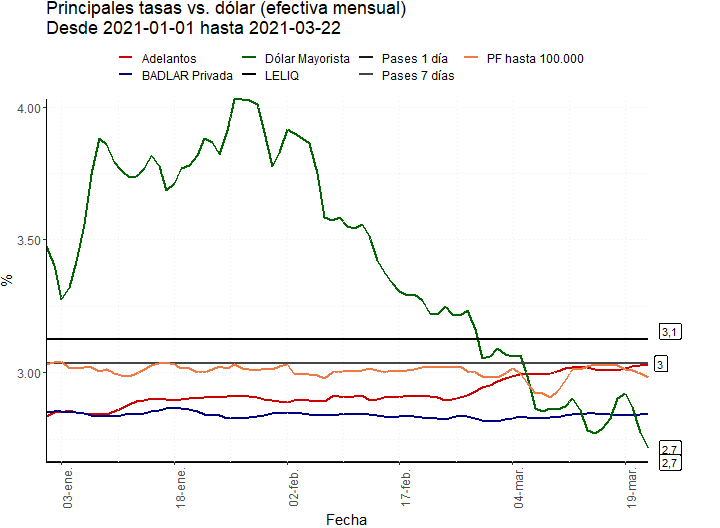 Principales tasas vs. dólar (efectiva mensual)
Desde 2021-01-01 hasta 2021-03-22
Adelantos
Dólar Mayorista
Pases 1 día
PF hasta 100.000
BADLAR Privada
LELIQ
Pases 7 días
4.00
3.50
3.00
%
3,1
3
2,7
2,7
03-ene.
18-ene.
02-feb.
17-feb.
04-mar.
19-mar.
Fecha